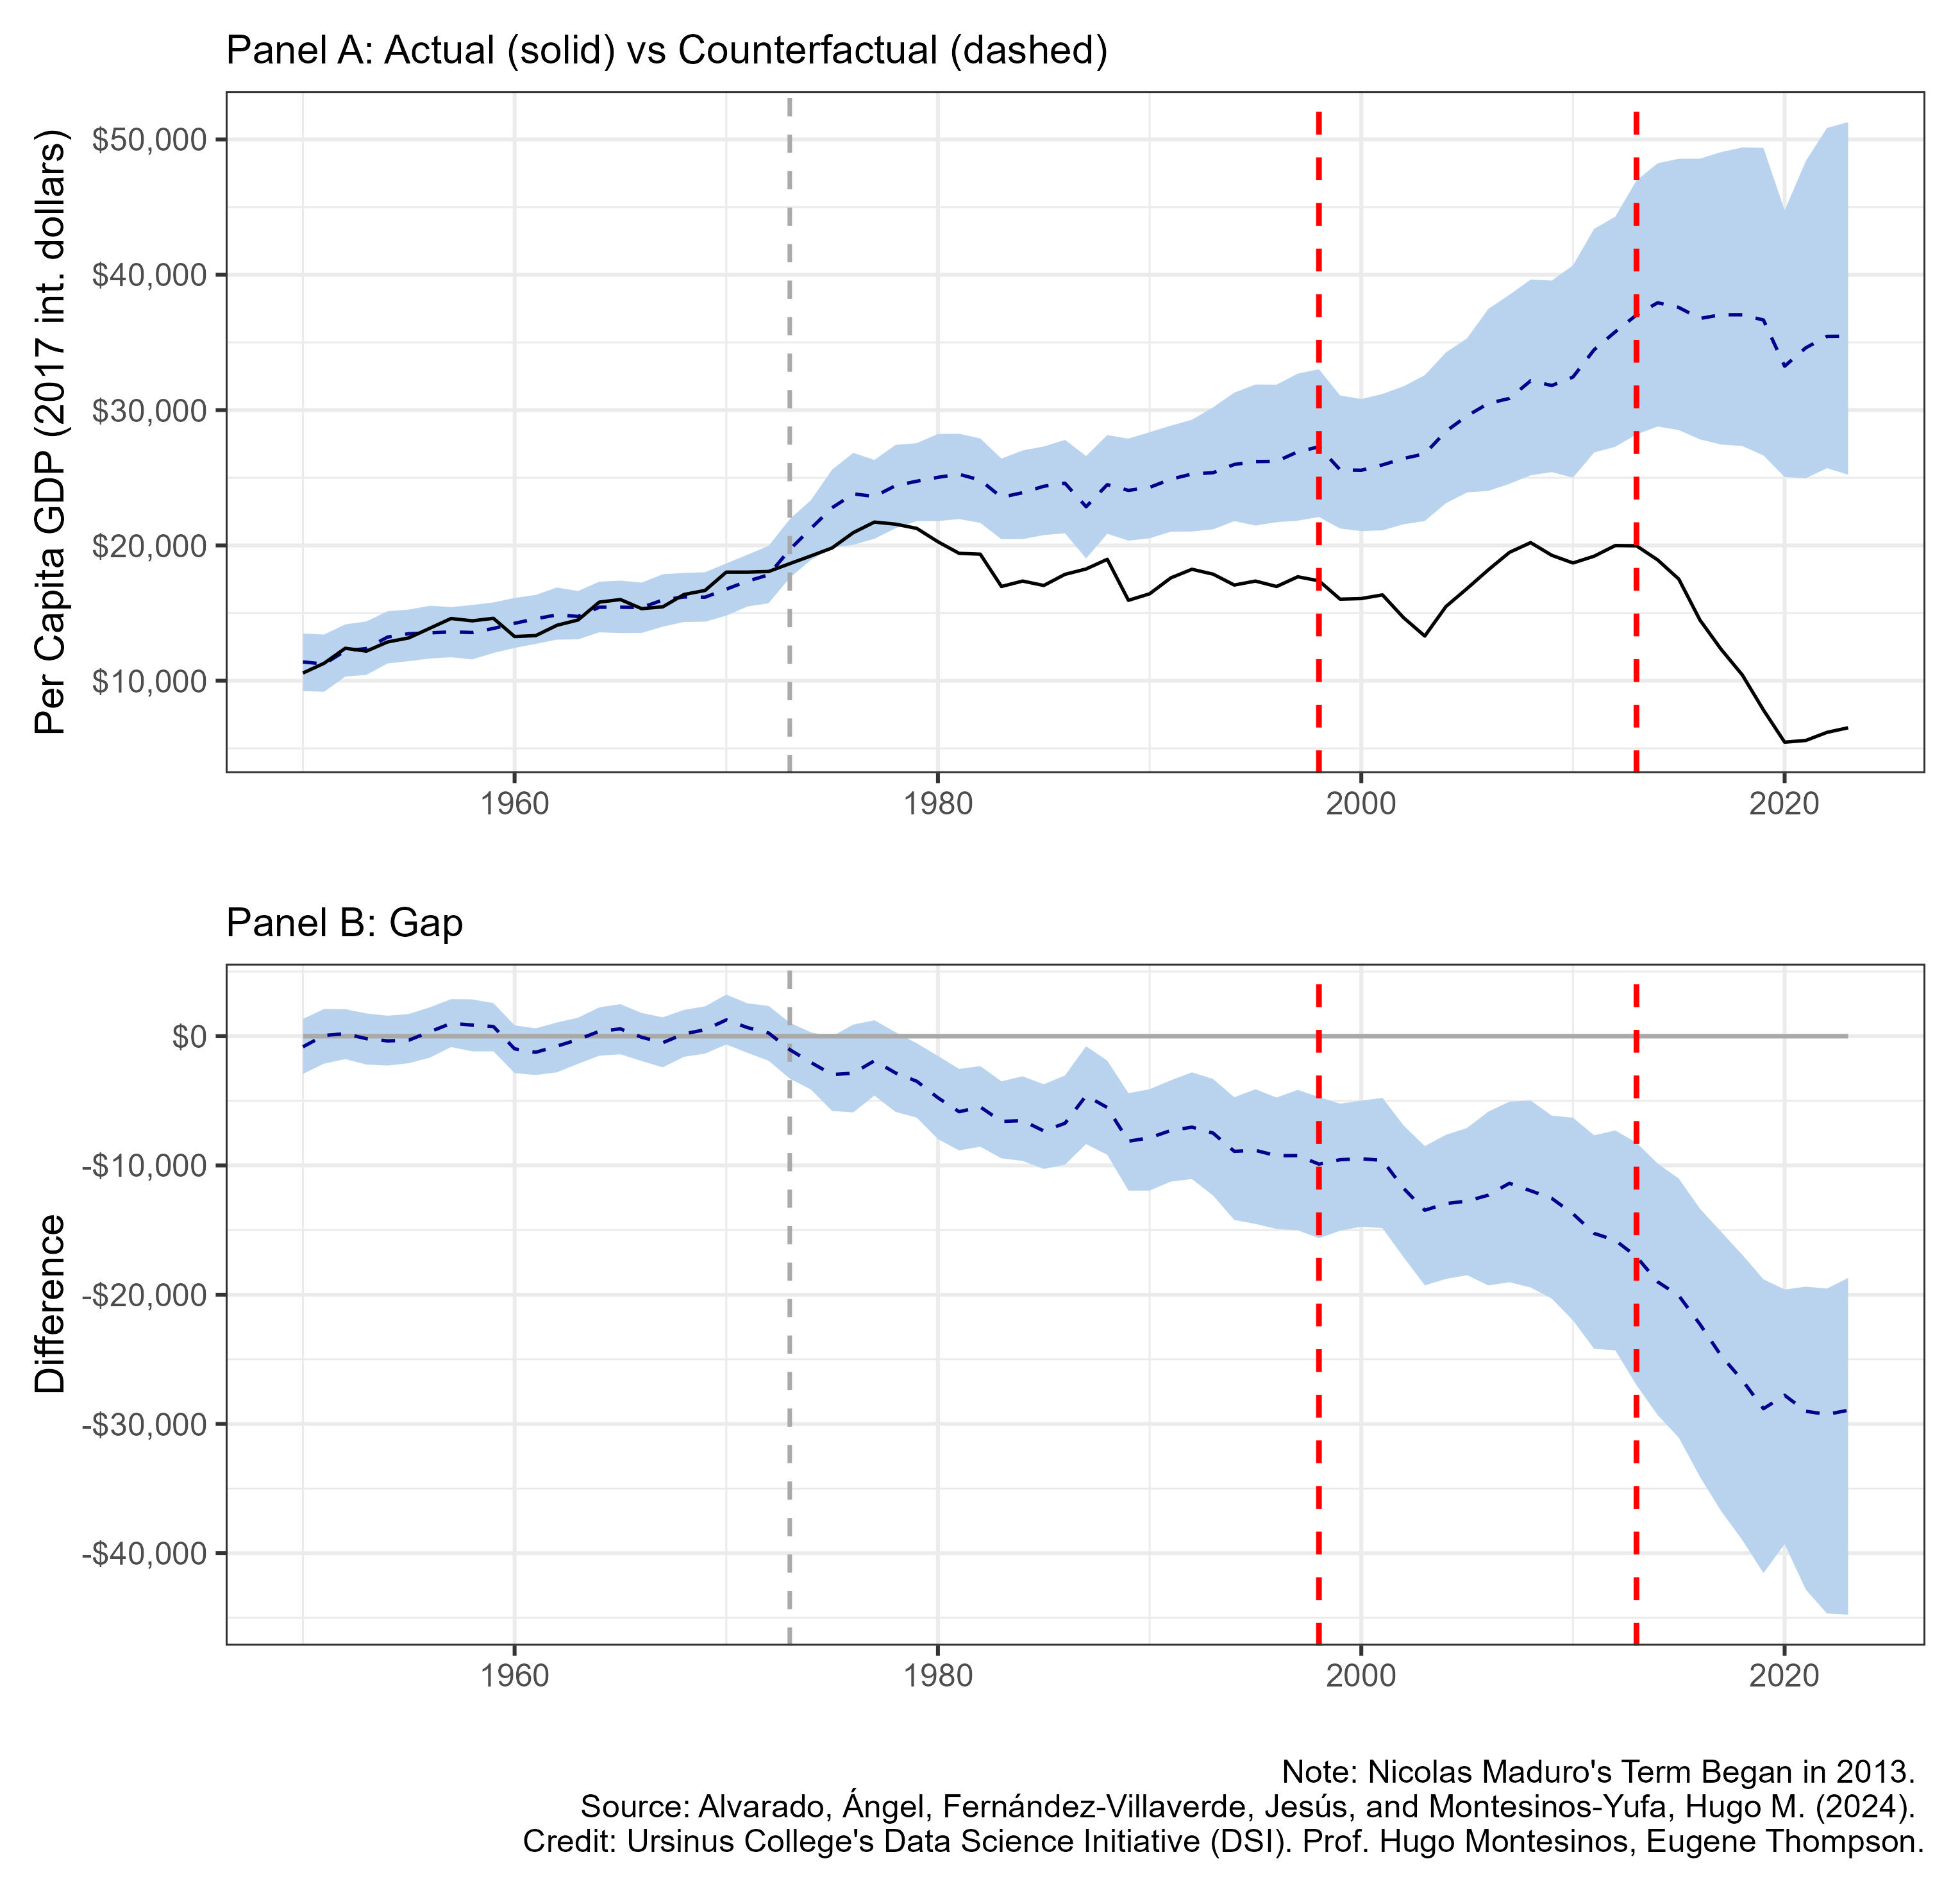 Panel A: Actual (solid) vs Counterfactual (dashed)
Per Capita GDP (2017 int. dollars)
$50,000
$40,000
$30,000
$20,000
$10,000
1960
1980
2000
2020
Panel B: Gap
Difference
$0
-$10,000
-$20,000
-$30,000
-$40,000
1960
1980
2000
2020
Note: Nicolas Maduro's Term Began in 2013.
Source: Alvarado, Ángel, Fernández-Villaverde, Jesús, and Montesinos-Yufa, Hugo M. (2024).
Credit: Ursinus College's Data Science Initiative (DSI). Prof. Hugo Montesinos, Eugene Thompson.